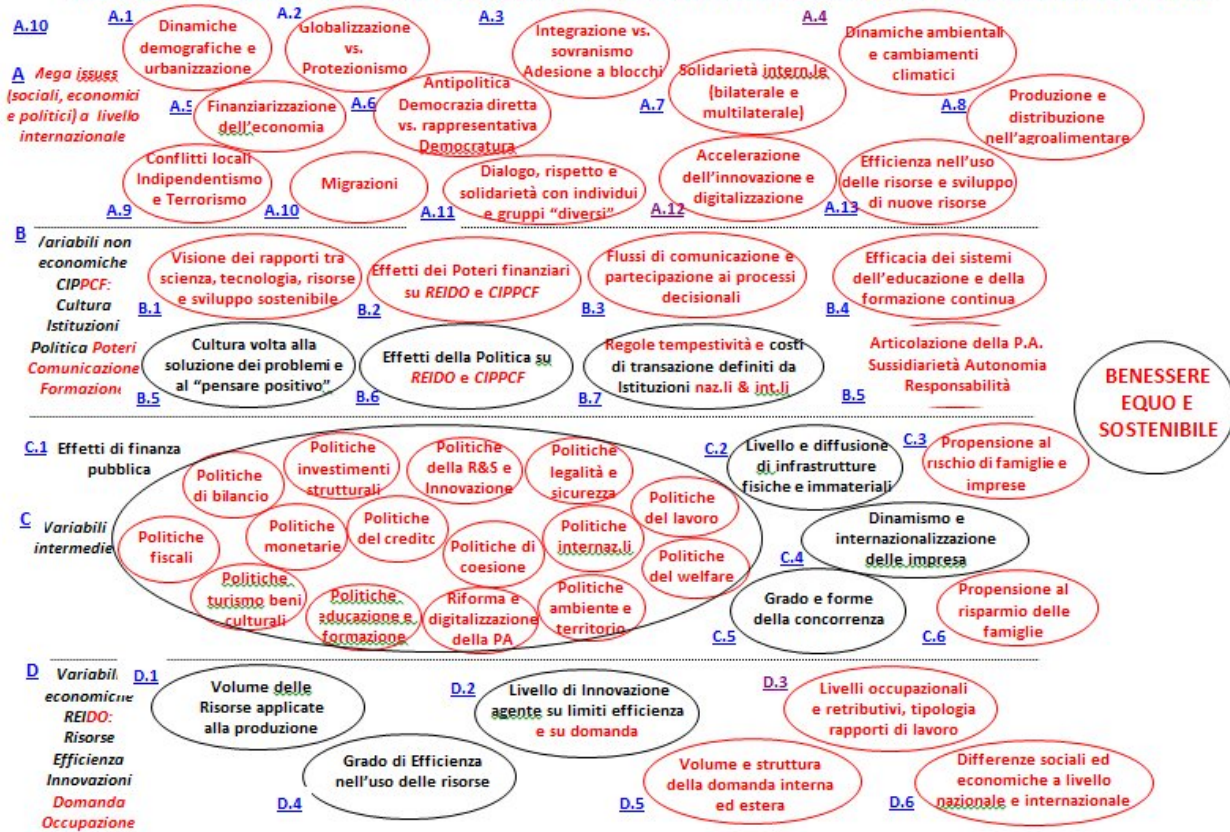 A.10
A.1
Dinamiche
demografiche e
urbanizzazione
A.2
Globalizzazione
vs.
Protezionismo
A.3
Integrazione vs.
sovranismo
Adesione a blocchi
A.4
Dinamiche ambientali
e cambiamenti
climatici
A Mega issues
(sociali, economici
e politici) a livello
internazionale
A.5
Finanziarizzazione
dell'economia
A.6
Antipolitica
Democrazia diretta
vs. rappresentativa
Democratura
A.7
Solidarietà intern.le
(bilaterale e
multilaterale)
A.8
Produzione e
distribuzione
nell'agroalimentare
A.9
Conflitti locali
Indipendentismo
e Terrorismo
A.10
Migrazioni
A.11
Dialogo, rispetto e
solidarietà con individui
e gruppi "diversi"
A.12
Accelerazione
dell'innovazione e
digitalizzazione
A.13
Efficienza nell'uso
delle risorse e sviluppo
di nuove risorse
B
Variabili non
economiche
CIPPCF:
Cultura
Istituzioni
Politica Poteri
Comunicazione
Formazione
B.1
Visione dei rapporti tra
scienza, tecnologia, risorse
e sviluppo sostenibile
B.2
Effetti dei Poteri finanziari
su REIDO e CIPPCF
B.3
Flussi di comunicazione e
partecipazione ai processi
decisionali
B.4
Efficacia dei sistemi
dell'educazione e della
formazione continua
B.5
Cultura volta alla
soluzione dei problemi e
al "pensare positivo"
B.6
Effetti della Politica su
REIDO e CIPPCF
B.7
Regole tempestività e costi
di transazione definiti da
Istituzioni naz.li & int.li
B.5
Articolazione della P.A.
Sussidiarietà Autonomia
Responsabilità
BENESSERE
EQUO E
SOSTENIBILE
C Variabili
intermedie
C.1 Effetti di finanza
pubblica
Politiche
di bilancio
Politiche
investimenti
strutturali
Politiche
della R&S e
Innovazione
Politiche
legalità e
sicurezza
Politiche
del lavoro
Politiche
fiscali
Politiche
monetarie
Politiche
del credito
Politiche di
coesione
Politiche
internaz.li
Politiche
del welfare
Politiche
turismo beni
culturali
Politiche
educazione e
formazione
Riforma e
digitalizzazione
della PA
Politiche
ambiente e
territorio
C.2
Livello e diffusione
di infrastrutture
fisiche e immateriali
C.3
Propensione al
rischio di famiglie e
imprese
C.4
Dinamismo e
internazionalizzazione
delle impresa
C.5
Grado e forme
della concorrenza
C.6
Propensione al
risparmio delle
famiglie
D Variabili
economiche
REIDO:
Risorse
Efficienza
Innovazioni
Domanda
Occupazione
D.1
Volume delle
Risorse applicate
alla produzione
D.2
Livello di Innovazione
agente su limiti efficienza
e su domanda
D.3
Livelli occupazionali
e retributivi, tipologia
rapporti di lavoro
D.4
Grado di Efficienza
nell'uso delle risorse
D.5
Volume e struttura
della domanda interna
ed estera
D.6
Differenze sociali ed
economiche a livello
nazionale e internazionale